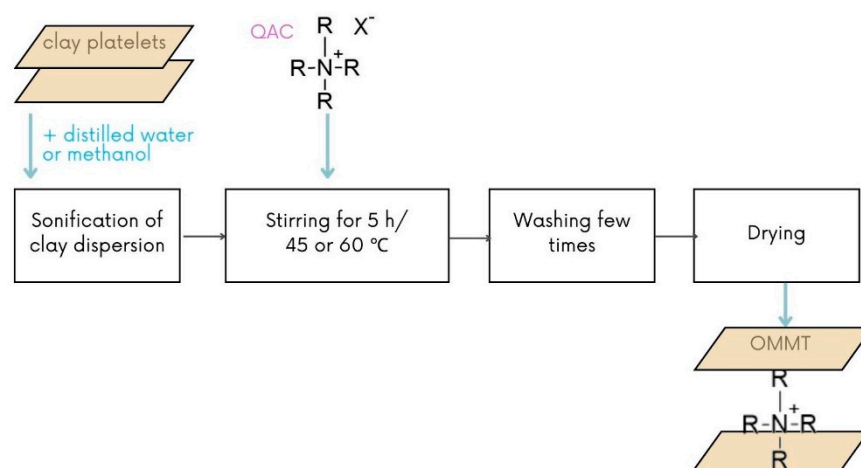 clay platelets
QAC
R X⁻
R-N⁺-R
R
+ distilled water
or methanol
Sonification of
clay dispersion
Stirring for 5 h/
45 or 60 °C
Washing few
times
Drying
OMMT
R
R-N⁺-R
R